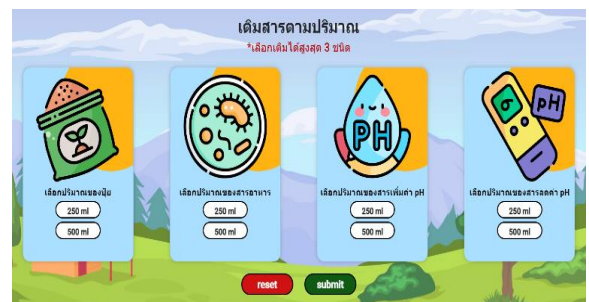 เติมสารตามปริมาณ
*เลือกเติมได้สูงสุด 3 ชนิด
PH
σ
pH
เลือกปริมาณของปุ๋ย
เลือกปริมาณของสารอาหาร
เลือกปริมาณของสารเพิ่มค่า pH
เลือกปริมาณของสารลดค่า pH
250 ml
250 ml
250 ml
250 ml
500 ml
500 ml
500 ml
500 ml
reset
submit